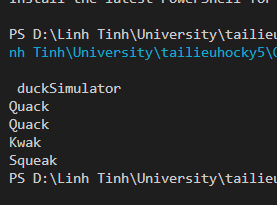 Install the latest PowerShell for
PS D:\Linh Tinh\University\tailieu
nh Tinh\University\tailieuhocky5\
duckSimulator
Quack
Quack
Kwak
Squeak
PS D:\Linh Tinh\University\tailieu